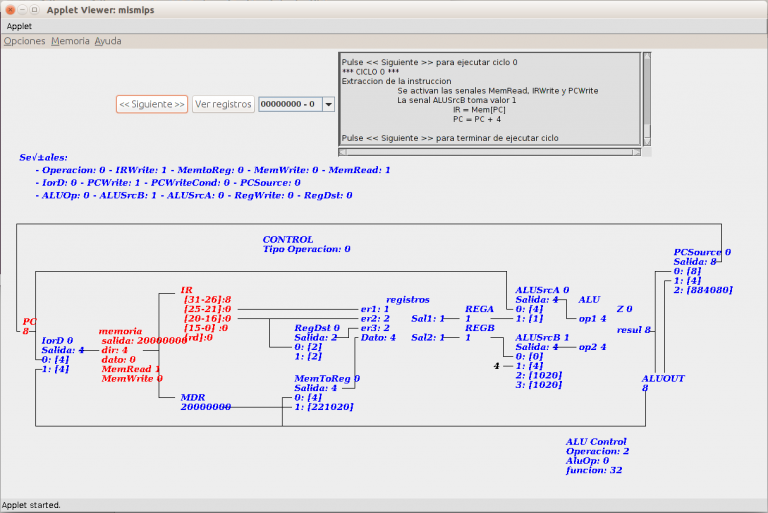 Applet Viewer: mismips
Applet
Opciones Memoria Ayuda
Pulse << Siguiente >> para ejecutar ciclo 0
*** CICLO 0 ***
Extraccion de la instruccion
Se activan las senales MemRead, IRWrite y PCWrite
La senal ALUSrcB toma valor 1
IR = Mem[PC]
PC = PC + 4
Pulse << Siguiente >> para terminar de ejecutar ciclo
<< Siguiente >> Ver registros 00000000 - 0
Se√±ales:
- Operacion: 0 - IRWrite: 1 - MemtoReg: 0 - MemWrite: 0 - MemRead: 1
- IorD: 0 - PCWrite: 1 - PCWriteCond: 0 - PCSource: 0
- ALUOp: 0 - ALUSrcB: 1 - ALUSrcA: 0 - RegWrite: 0 - RegDst: 0
CONTROL
Tipo Operacion: 0
PCSource 0
Salida: 8
0: [8]
1: [4]
2: [884080]
PC
8
IorD 0
Salida: 4
0: [4]
1: [4]
memoria
salida: 20000000
dir: 4
dato: 0
MemRead 1
MemWrite 0
IR
[31-26]:8
[25-21]:0
[20-16]:0
[15-0] :0
[rd]:0
MDR
20000000
RegDst 0
Salida: 2
0: [2]
1: [2]
MemToReg 0
Salida: 4
0: [4]
1: [221020]
registros
er1: 1
er2: 2
er3: 2
Dato: 4
Sal1: 1
Sal2: 1
REGA
1
REGB
1
ALUSrcA 0
Salida: 4
0: [4]
1: [1]
ALUSrcB 1
Salida: 4
0: [0]
4
1: [4]
2: [1020]
3: [1020]
ALU
op1 4
op2 4
Z 0
resul 8
ALUOUT
8
ALU Control
Operacion: 2
AluOp: 0
funcion: 32
Applet started.